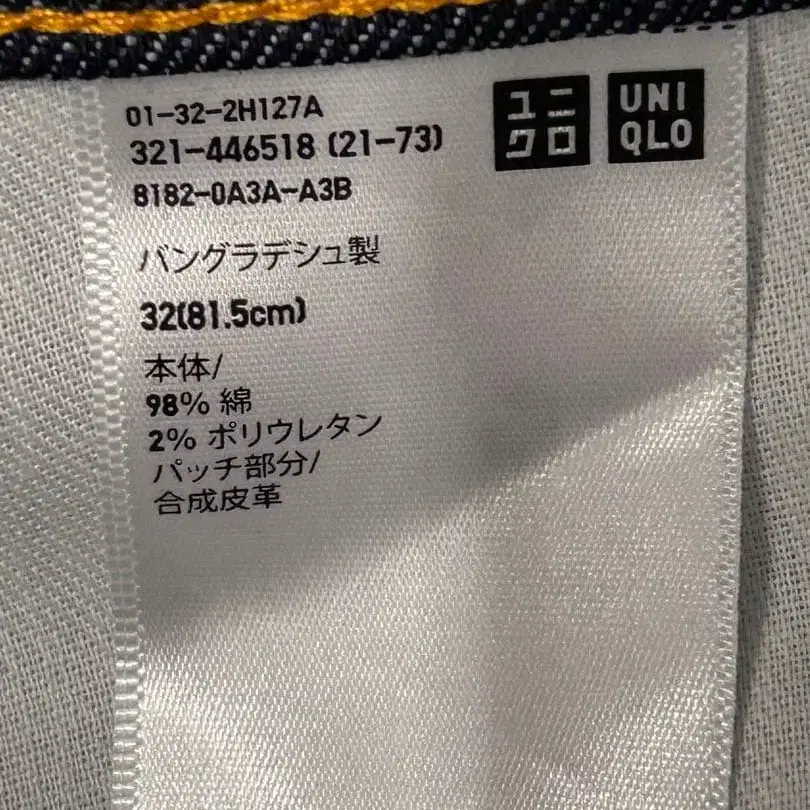 01-32-2H127A
321-446518 (21-73)
8182-0A3A-A3B
ユニ
クロ
UNI
QLO
バングラデシュ製
32(81.5cm)
本体/
98% 綿
2% ポリウレタン
パッチ部分/
合成皮革